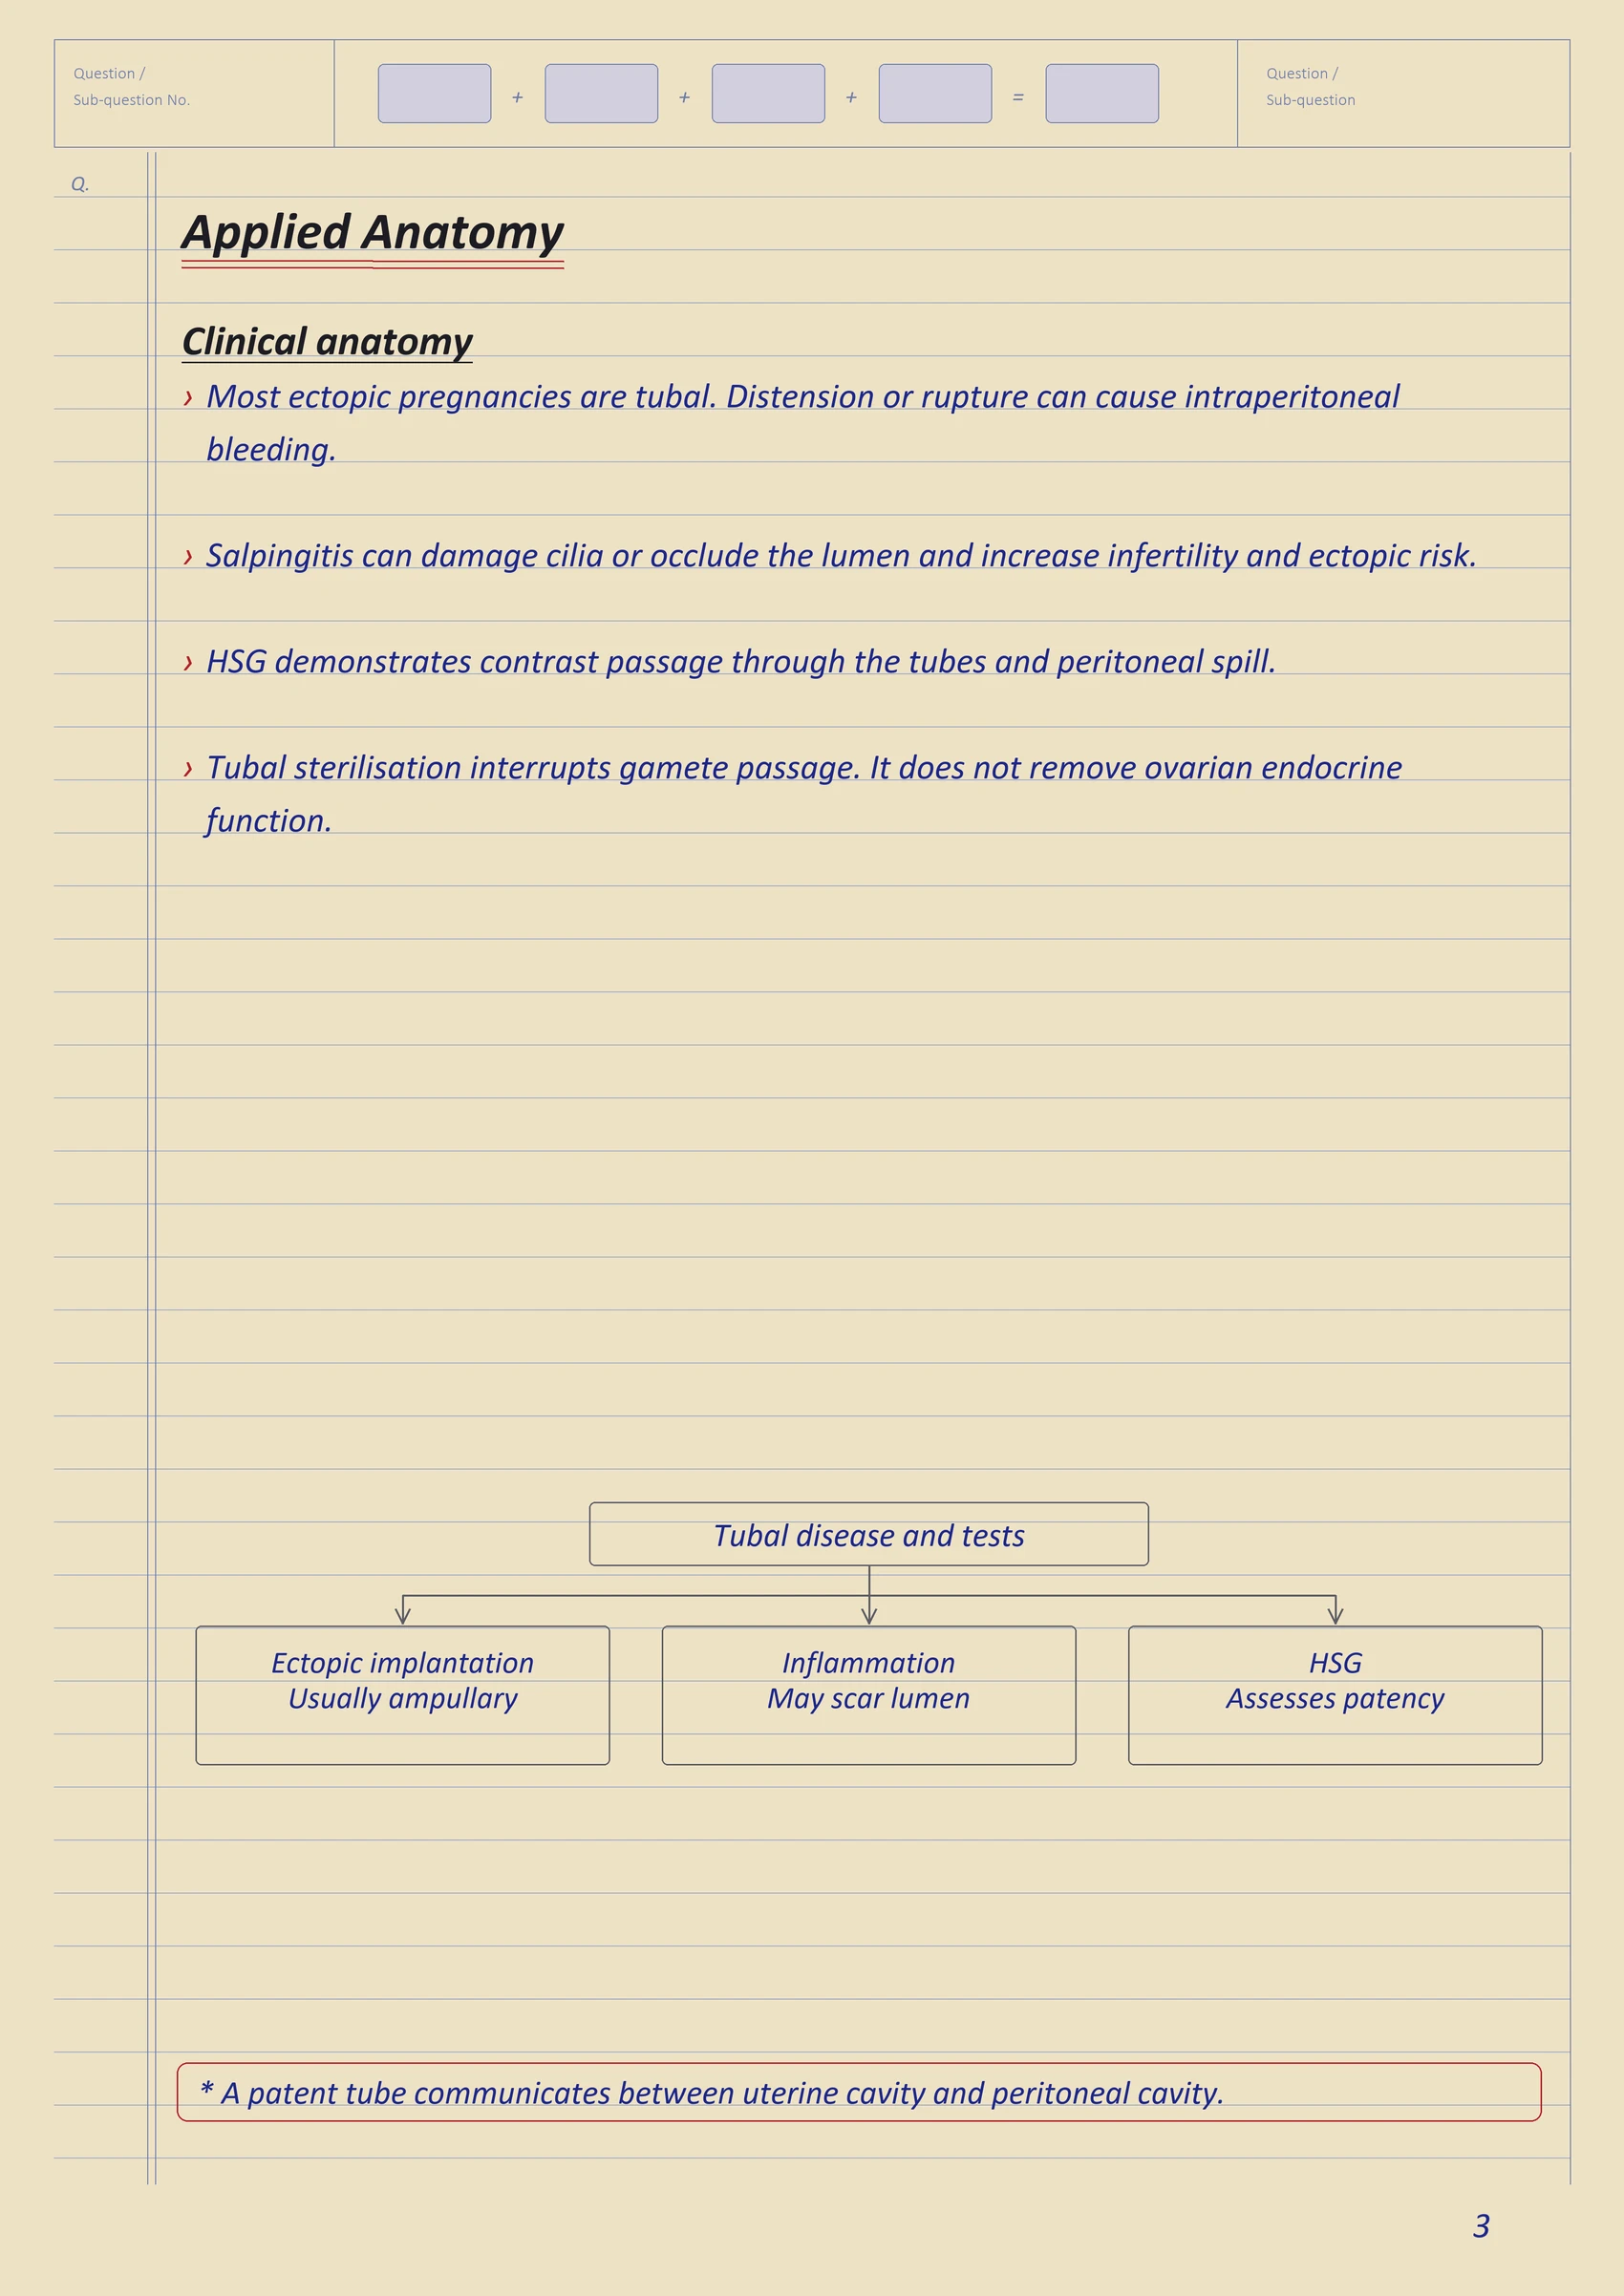 Question /
Sub-question No.
+ + + =
Question /
Sub-question
Q.
Applied Anatomy
Clinical anatomy
› Most ectopic pregnancies are tubal. Distension or rupture can cause intraperitoneal
bleeding.
› Salpingitis can damage cilia or occlude the lumen and increase infertility and ectopic risk.
› HSG demonstrates contrast passage through the tubes and peritoneal spill.
› Tubal sterilisation interrupts gamete passage. It does not remove ovarian endocrine
function.
Tubal disease and tests
Ectopic implantation
Usually ampullary
Inflammation
May scar lumen
HSG
Assesses patency
* A patent tube communicates between uterine cavity and peritoneal cavity.
3